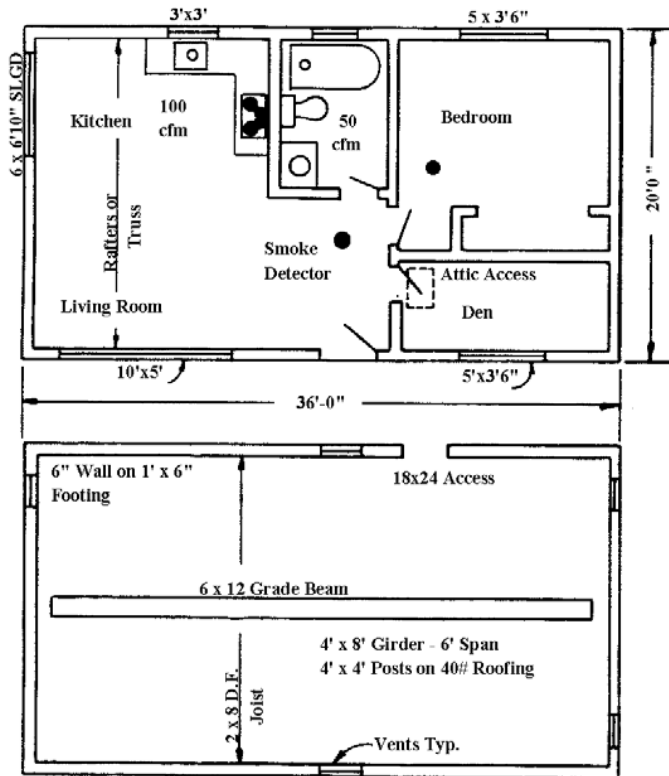 3'x3'
5 x 3'6"
6 x 6'10" SLGD
Kitchen
100
cfm
50
cfm
Bedroom
20'0"
Rafters or
Truss
Smoke
Detector
Attic Access
Living Room
Den
10'x5'
5'x3'6"
36'-0"
6" Wall on 1' x 6"
Footing
18x24 Access
6 x 12 Grade Beam
4' x 8' Girder - 6' Span
4' x 4' Posts on 40# Roofing
2 x 8 D.F.
Joist
Vents Typ.